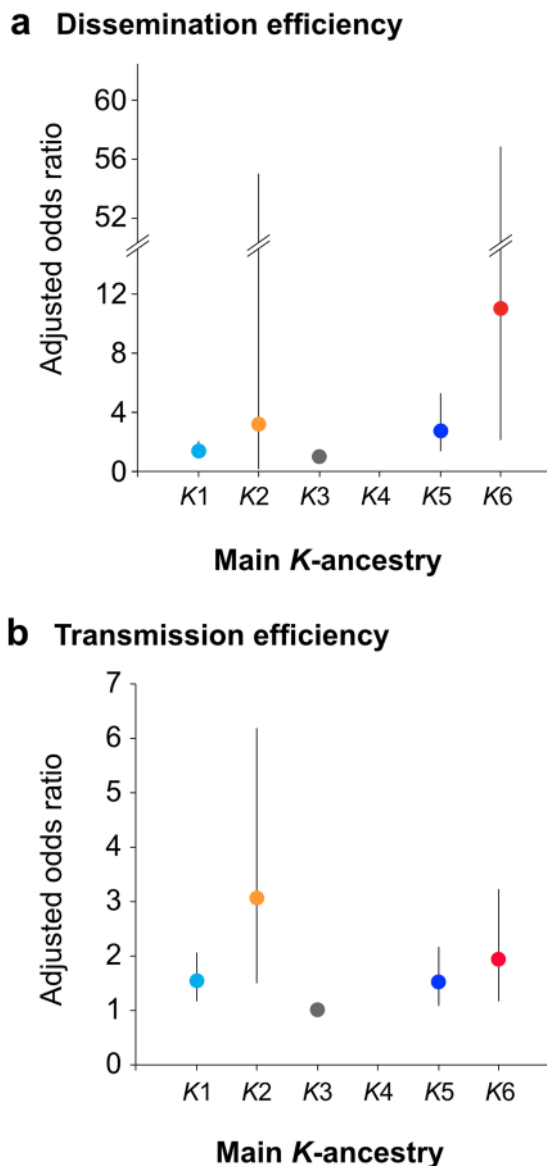 a Dissemination efficiency
Adjusted odds ratio
60
56
52
12
8
4
0
K1 K2 K3 K4 K5 K6
Main K-ancestry
b Transmission efficiency
Adjusted odds ratio
7
6
5
4
3
2
1
0
K1 K2 K3 K4 K5 K6
Main K-ancestry